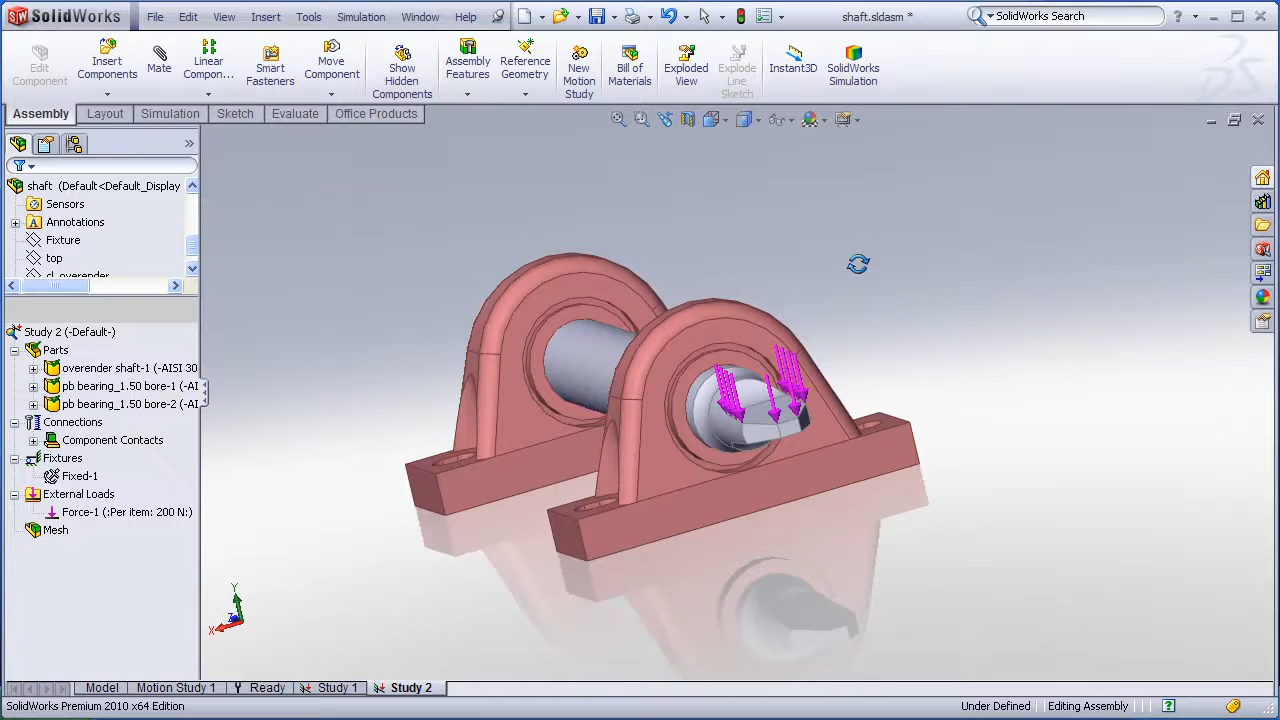 SolidWorks File Edit View Insert Tools Simulation Window Help shaft.sldasm * SolidWorks Search
Edit Component
Insert Components
Mate
Linear Compon...
Smart Fasteners
Move Component
Show Hidden Components
Assembly Features
Reference Geometry
New Motion Study
Bill of Materials
Exploded View
Explode Line Sketch
Instant3D
SolidWorks Simulation
Assembly Layout Simulation Sketch Evaluate Office Products
shaft (Default<Default_Display
Sensors
Annotations
Fixture
top
cl_overender
Study 2 (-Default-)
Parts
overender shaft-1 (-AISI 30
pb bearing_1.50 bore-1 (-AI
pb bearing_1.50 bore-2 (-AI
Connections
Component Contacts
Fixtures
Fixed-1
External Loads
Force-1 (:Per item: 200 N:)
Mesh
Y
Z
X
Model Motion Study 1 Ready Study 1 Study 2
SolidWorks Premium 2010 x64 Edition Under Defined Editing Assembly